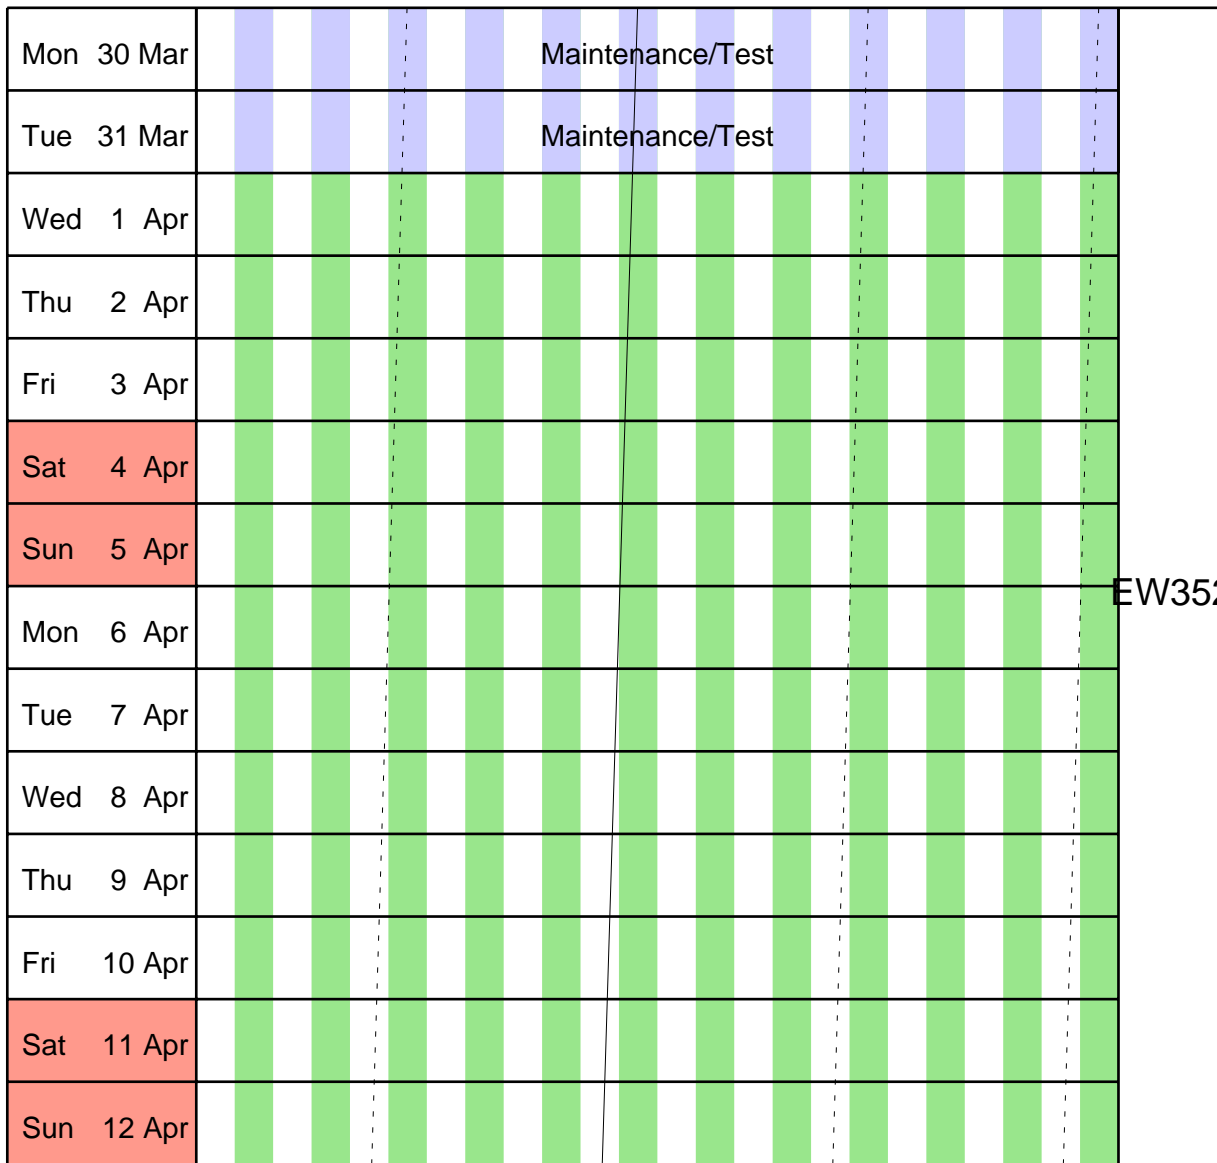 Mon 30 Mar Maintenance/Test
Tue 31 Mar Maintenance/Test
Wed 1 Apr
Thu 2 Apr
Fri 3 Apr
Sat 4 Apr
Sun 5 Apr
EW352
Mon 6 Apr
Tue 7 Apr
Wed 8 Apr
Thu 9 Apr
Fri 10 Apr
Sat 11 Apr
Sun 12 Apr